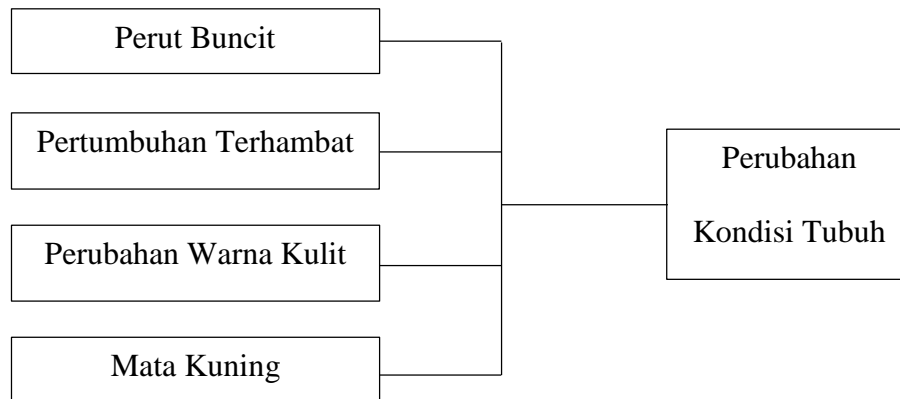 Perut Buncit
Pertumbuhan Terhambat
Perubahan Warna Kulit
Mata Kuning
Perubahan
Kondisi Tubuh